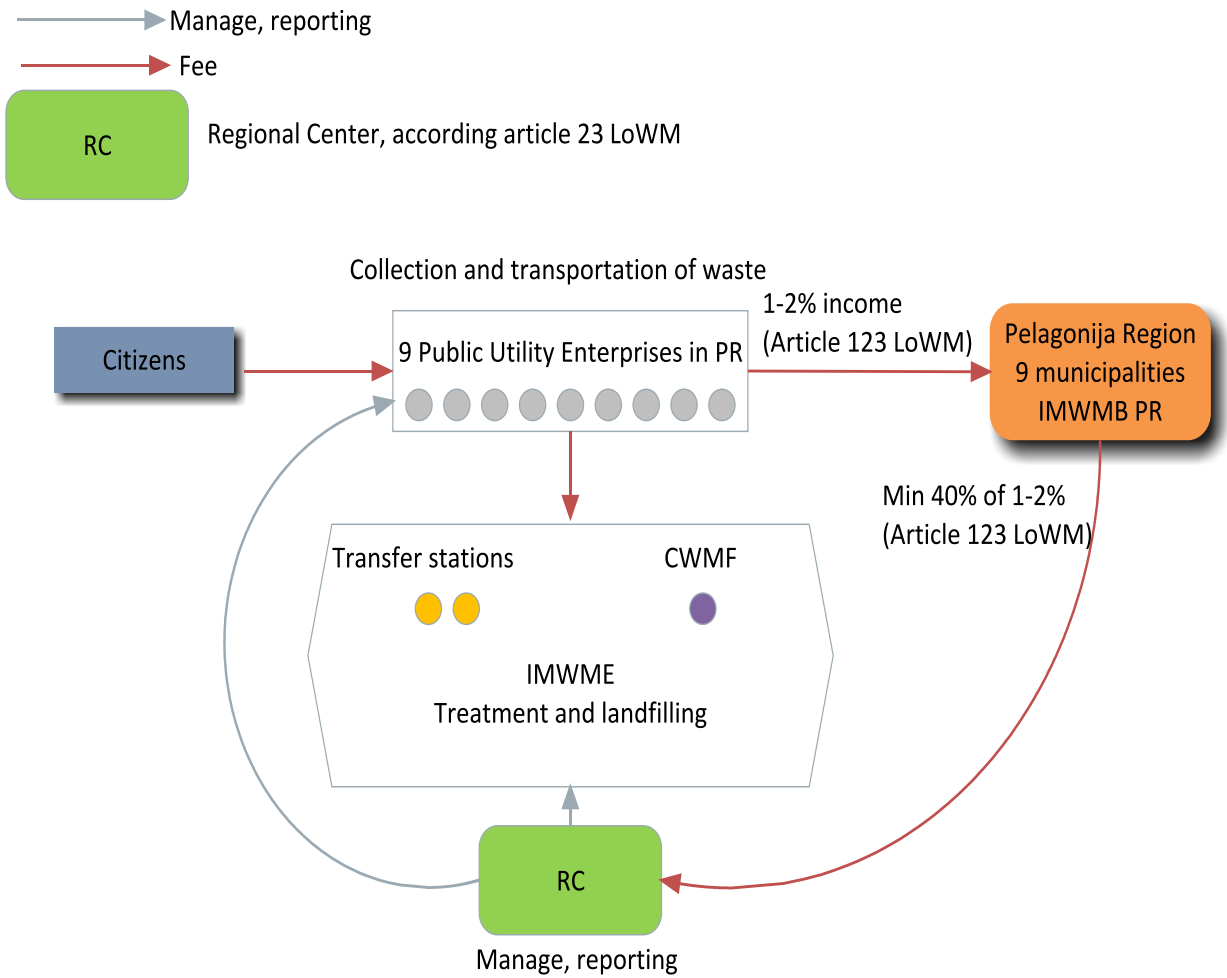 Manage, reporting
Fee
RC
Regional Center, according article 23 LoWM
Collection and transportation of waste
Citizens
9 Public Utility Enterprises in PR
1-2% income
(Article 123 LoWM)
Pelagonija Region
9 municipalities
IMWMB PR
Min 40% of 1-2%
(Article 123 LoWM)
Transfer stations
CWMF
IMWME
Treatment and landfilling
RC
Manage, reporting